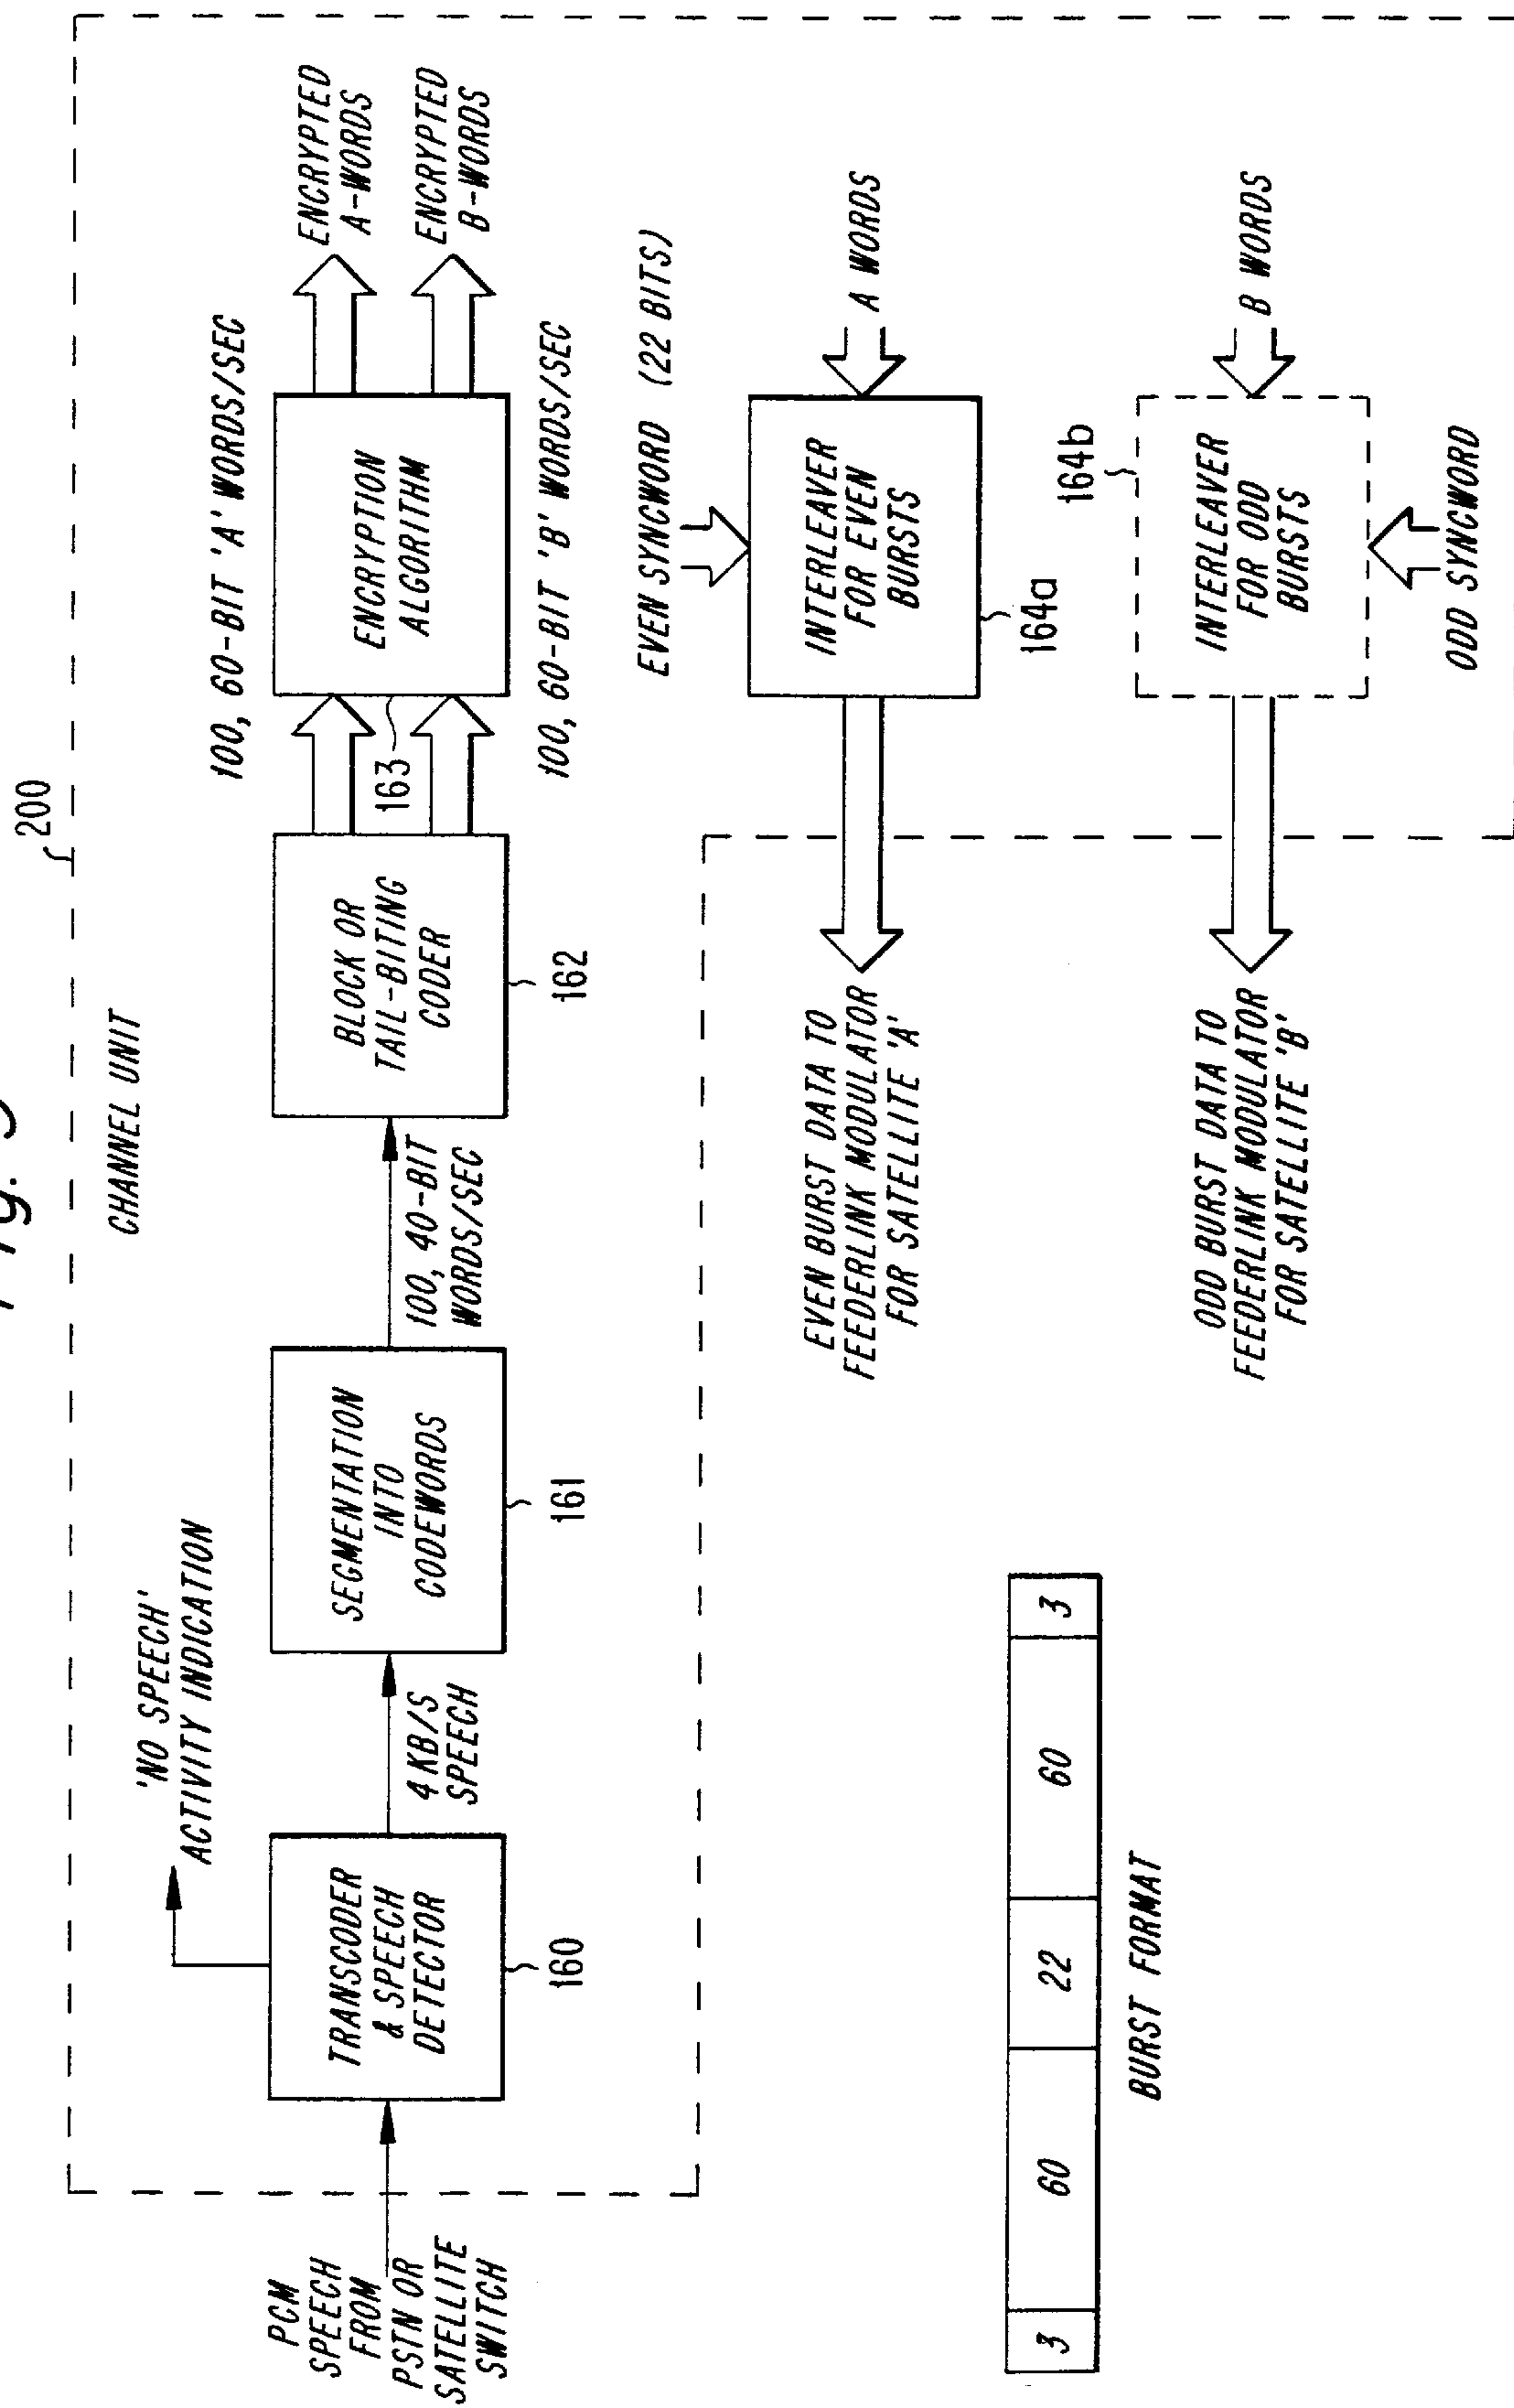 Fig.
200
CHANNEL UNIT
'NO SPEECH'
ACTIVITY INDICATION
PCM
SPEECH
FROM
PSTN OR
SATELLITE
SWITCH
TRANSCODER
& SPEECH
DETECTOR
160
4 KB/S
SPEECH
SEGMENTATION
INTO
CODEWORDS
161
100, 40-BIT
WORDS/SEC
BLOCK OR
TAIL-BITING
CODER
162
100, 60-BIT 'A' WORDS/SEC
163
100, 60-BIT 'B' WORDS/SEC
ENCRYPTION
ALGORITHM
ENCRYPTED
A-WORDS
ENCRYPTED
B-WORDS
EVEN SYNCWORD (22 BITS)
EVEN BURST DATA TO
FEEDERLINK MODULATOR
FOR SATELLITE 'A'
INTERLEAVER
FOR EVEN
BURSTS
164a
A WORDS
ODD BURST DATA TO
FEEDERLINK MODULATOR
FOR SATELLITE 'B'
164b
INTERLEAVER
FOR ODD
BURSTS
B WORDS
ODD SYNCWORD
3 60 22 60 3
BURST FORMAT